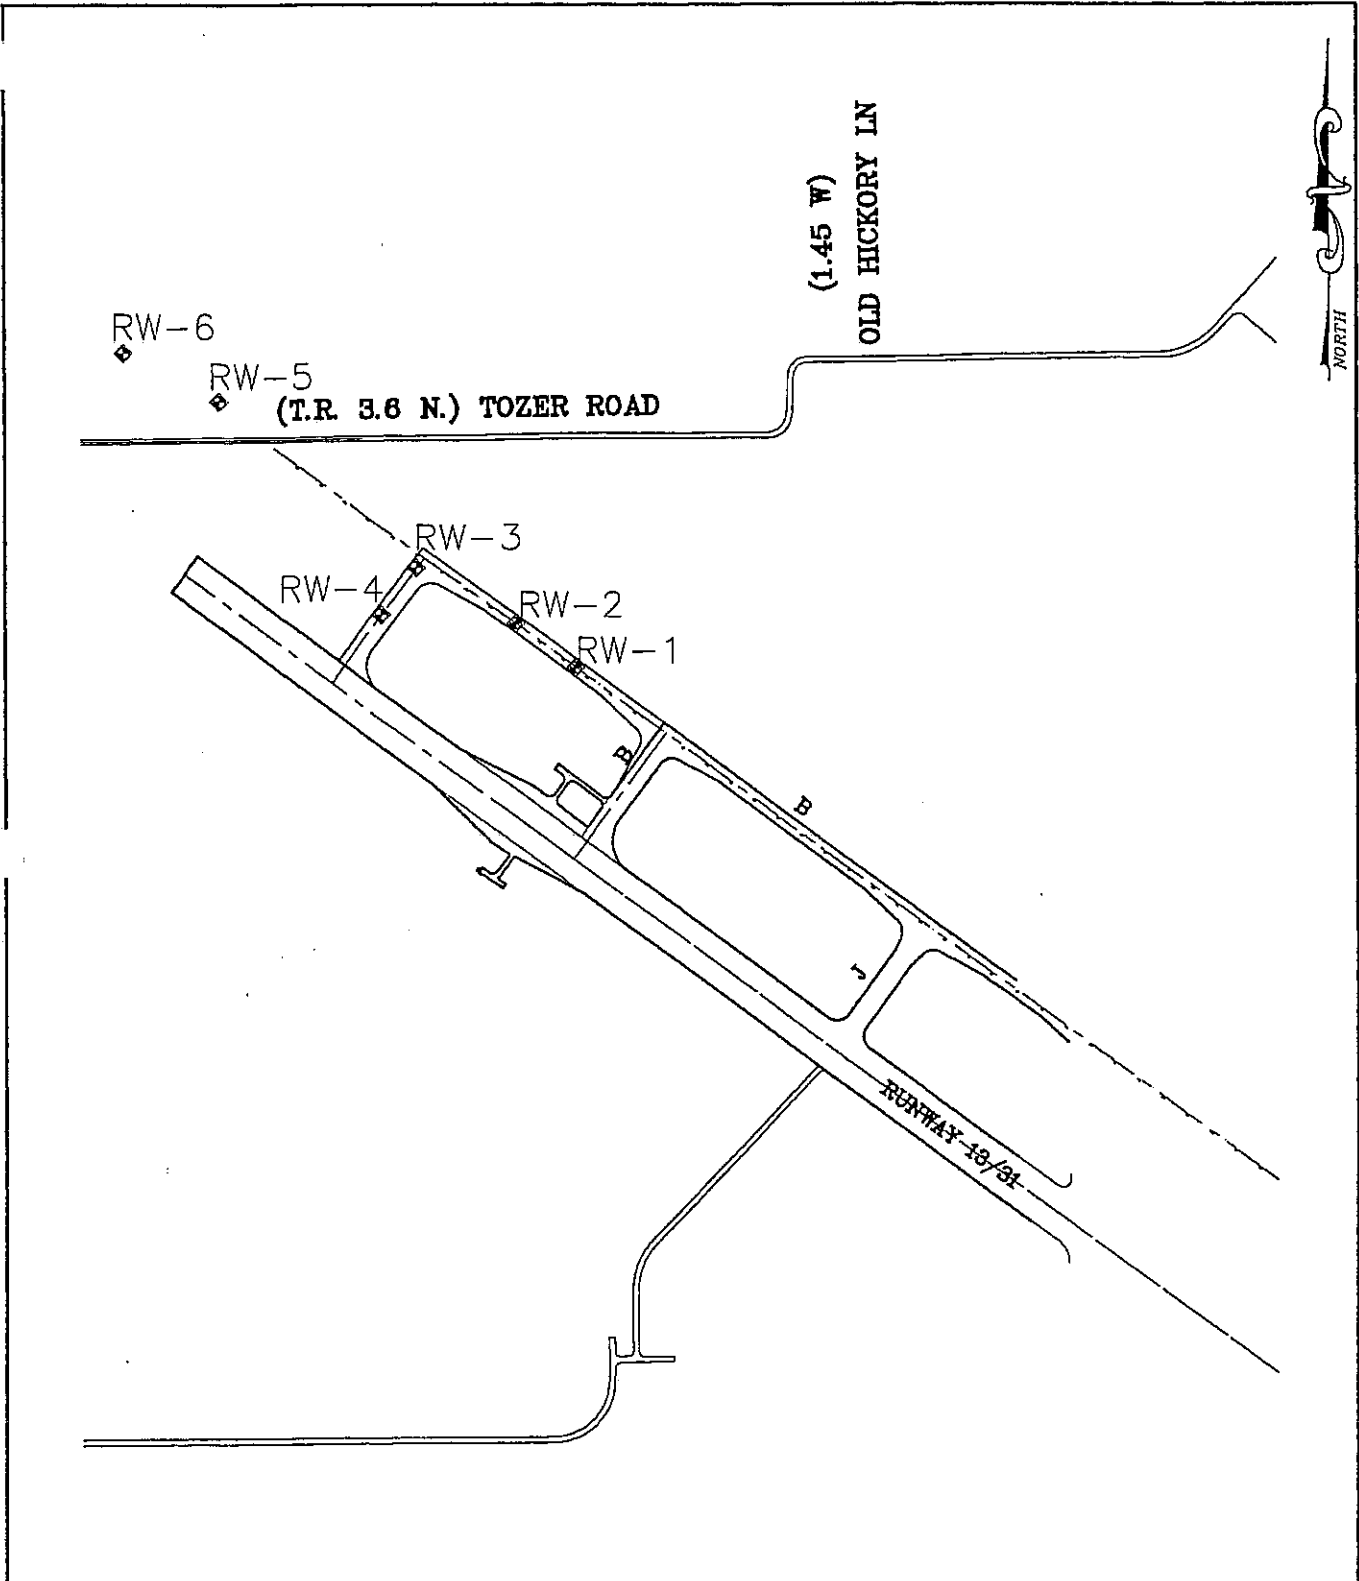 (1.45 W)
OLD HICKORY LN
NORTH
RW-6
RW-5
(T.R. 3.6 N.) TOZER ROAD
RW-3
RW-4
RW-2
RW-1
B
B
J
RUNWAY 13/31